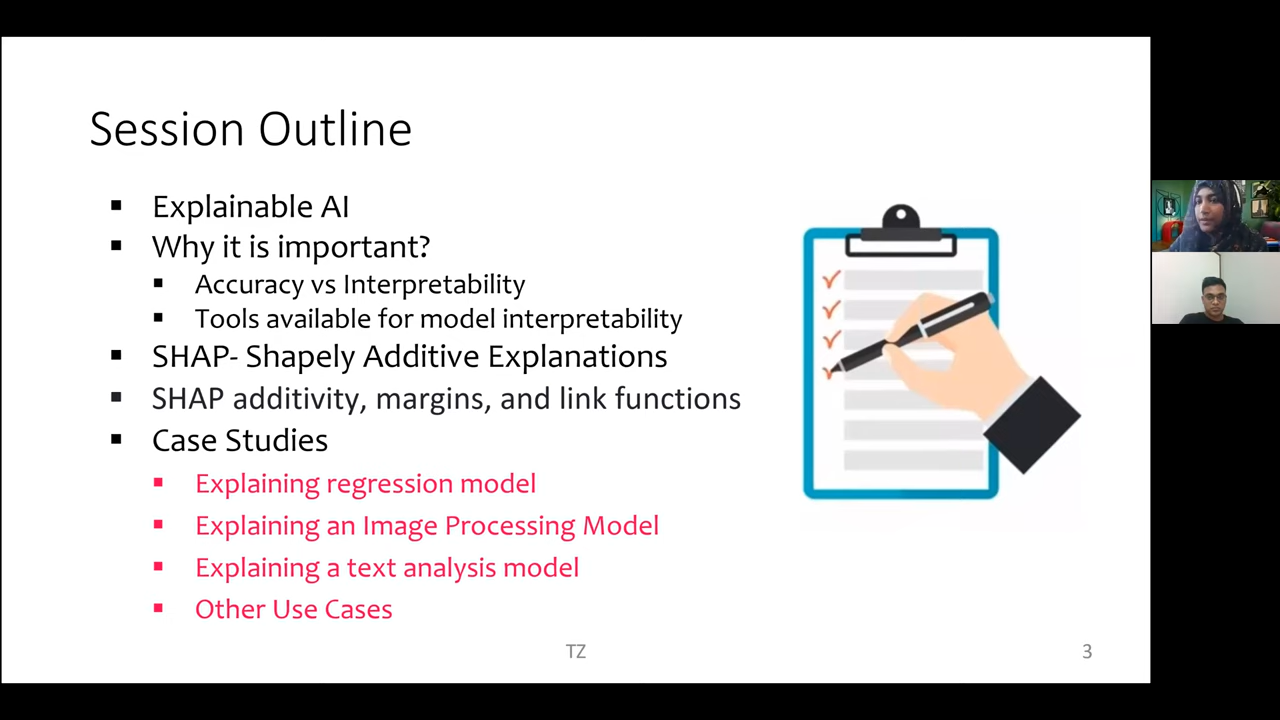 Session Outline
▪ Explainable AI
▪ Why it is important?
▪ Accuracy vs Interpretability
▪ Tools available for model interpretability
▪ SHAP- Shapely Additive Explanations
▪ SHAP additivity, margins, and link functions
▪ Case Studies
▪ Explaining regression model
▪ Explaining an Image Processing Model
▪ Explaining a text analysis model
▪ Other Use Cases
TZ
3